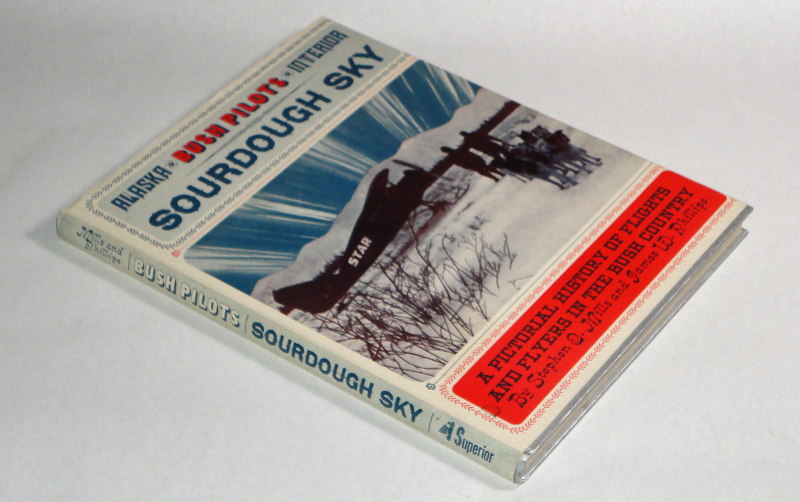 ALASKA * BUSH PILOTS * INTERIOR
SOURDOUGH SKY
STAR
A PICTORIAL HISTORY OF FLIGHTS
AND FLYERS IN THE BUSH COUNTRY
By Stephen Q. Mills and James W. Phillips
Mills and
Phillips
BUSH PILOTS
SOURDOUGH SKY
Superior